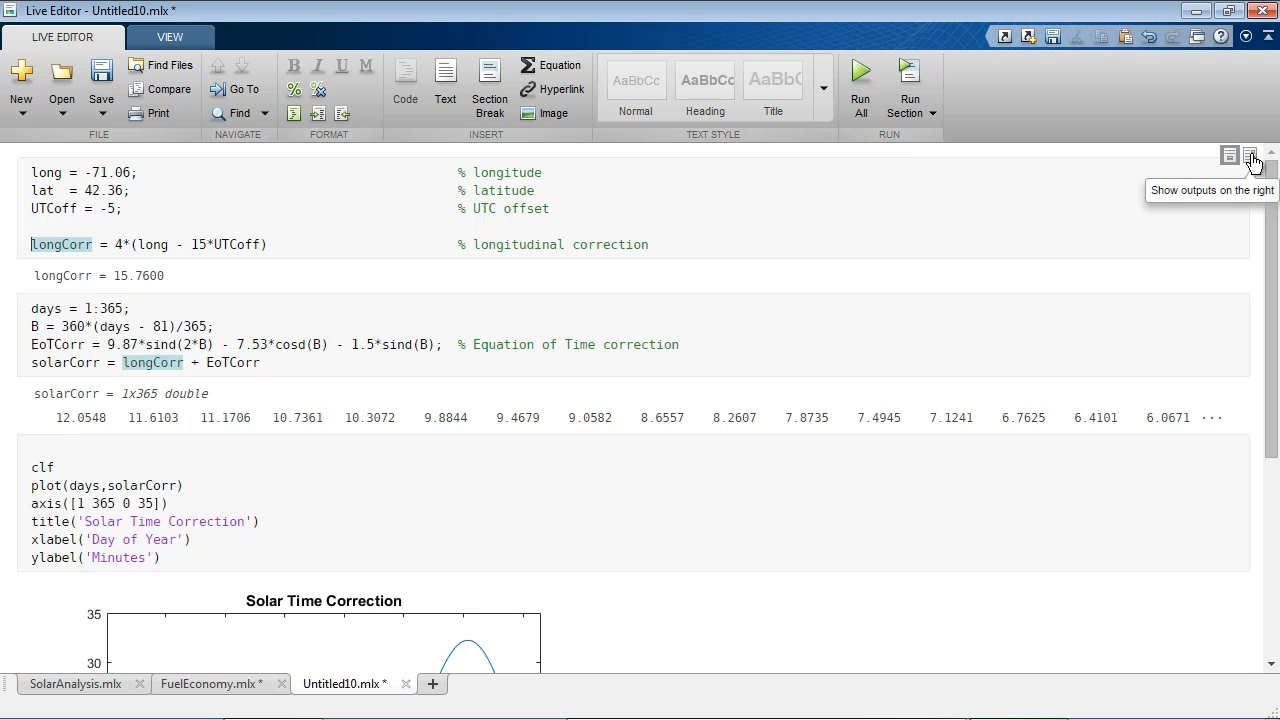 Live Editor - Untitled10.mlx *
LIVE EDITOR VIEW
New Open Save Find Files Compare Print
Go To Find
B I U M
Code Text Section Break Equation Hyperlink Image
AaBbCc AaBbCc AaBbC
Normal Heading Title
Run All Run Section
FILE NAVIGATE FORMAT INSERT TEXT STYLE RUN
long = -71.06; % longitude
lat = 42.36; % latitude
Show outputs on the right
UTCoff = -5; % UTC offset
longCorr = 4*(long - 15*UTCoff) % longitudinal correction
longCorr = 15.7600
days = 1:365;
B = 360*(days - 81)/365;
EoTCorr = 9.87*sind(2*B) - 7.53*cosd(B) - 1.5*sind(B); % Equation of Time correction
solarCorr = longCorr + EoTCorr
solarCorr = 1x365 double
12.0548 11.6103 11.1706 10.7361 10.3072 9.8844 9.4679 9.0582 8.6557 8.2607 7.8735 7.4945 7.1241 6.7625 6.4101 6.0671 ···
clf
plot(days,solarCorr)
axis([1 365 0 35])
title('Solar Time Correction')
xlabel('Day of Year')
ylabel('Minutes')
Solar Time Correction
35
30
SolarAnalysis.mlx FuelEconomy.mlx * Untitled10.mlx *